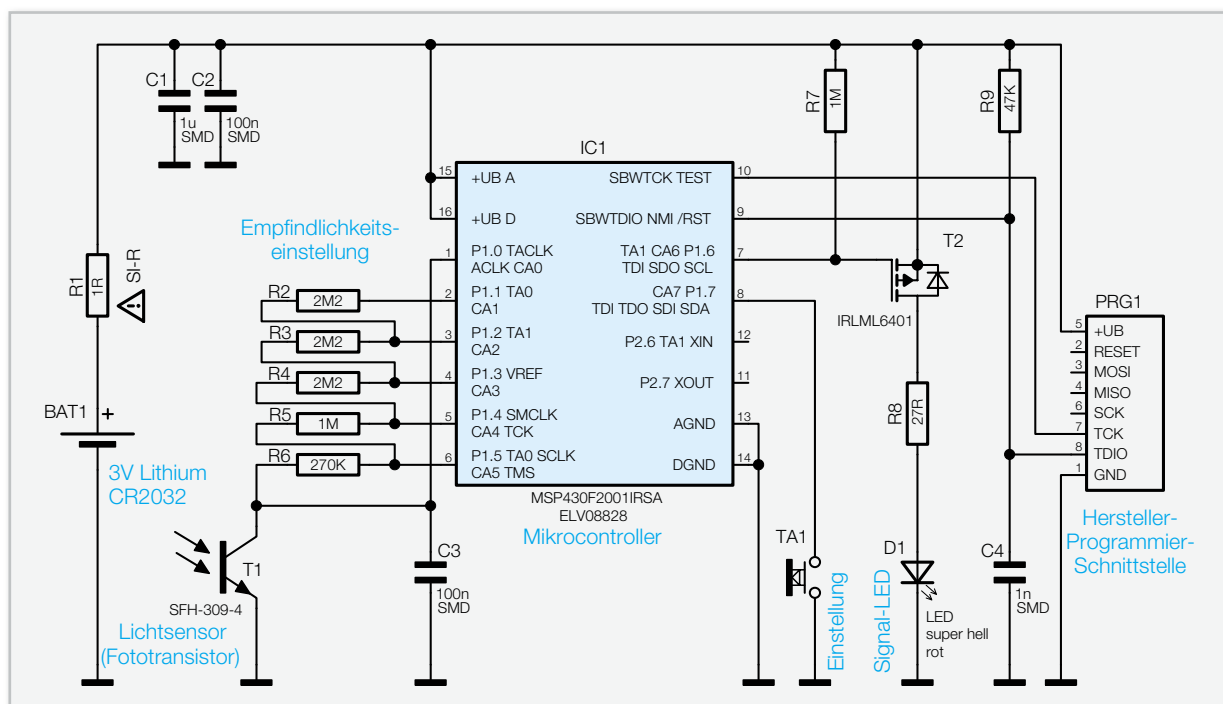 C1
1u
SMD
C2
100n
SMD
R1
1R
SI-R
BAT1
+
3V Lithium
CR2032
Empfindlichkeits-
einstellung
R2
2M2
R3
2M2
R4
2M2
R5
1M
R6
270K
T1
SFH-309-4
Lichtsensor
(Fototransistor)
C3
100n
SMD
IC1
15
+UB A
16
+UB D
1
P1.0 TACLK
ACLK CA0
2
P1.1 TA0
CA1
3
P1.2 TA1
CA2
4
P1.3 VREF
CA3
5
P1.4 SMCLK
CA4 TCK
6
P1.5 TA0 SCLK
CA5 TMS
SBWTCK TEST
10
SBWTDIO NMI /RST
9
TA1 CA6 P1.6
TDI SDO SCL
7
CA7 P1.7
TDI TDO SDI SDA
8
P2.6 TA1 XIN
12
P2.7 XOUT
11
AGND
13
DGND
14
MSP430F2001IRSA
ELV08828
Mikrocontroller
R7
1M
R9
47K
T2
IRLML6401
R8
27R
TA1
Einstellung
D1
Signal-LED
LED
super hell
rot
C4
1n
SMD
PRG1
5
+UB
2
RESET
3
MOSI
4
MISO
6
SCK
7
TCK
8
TDIO
1
GND
Hersteller-
Programmier-
Schnittstelle